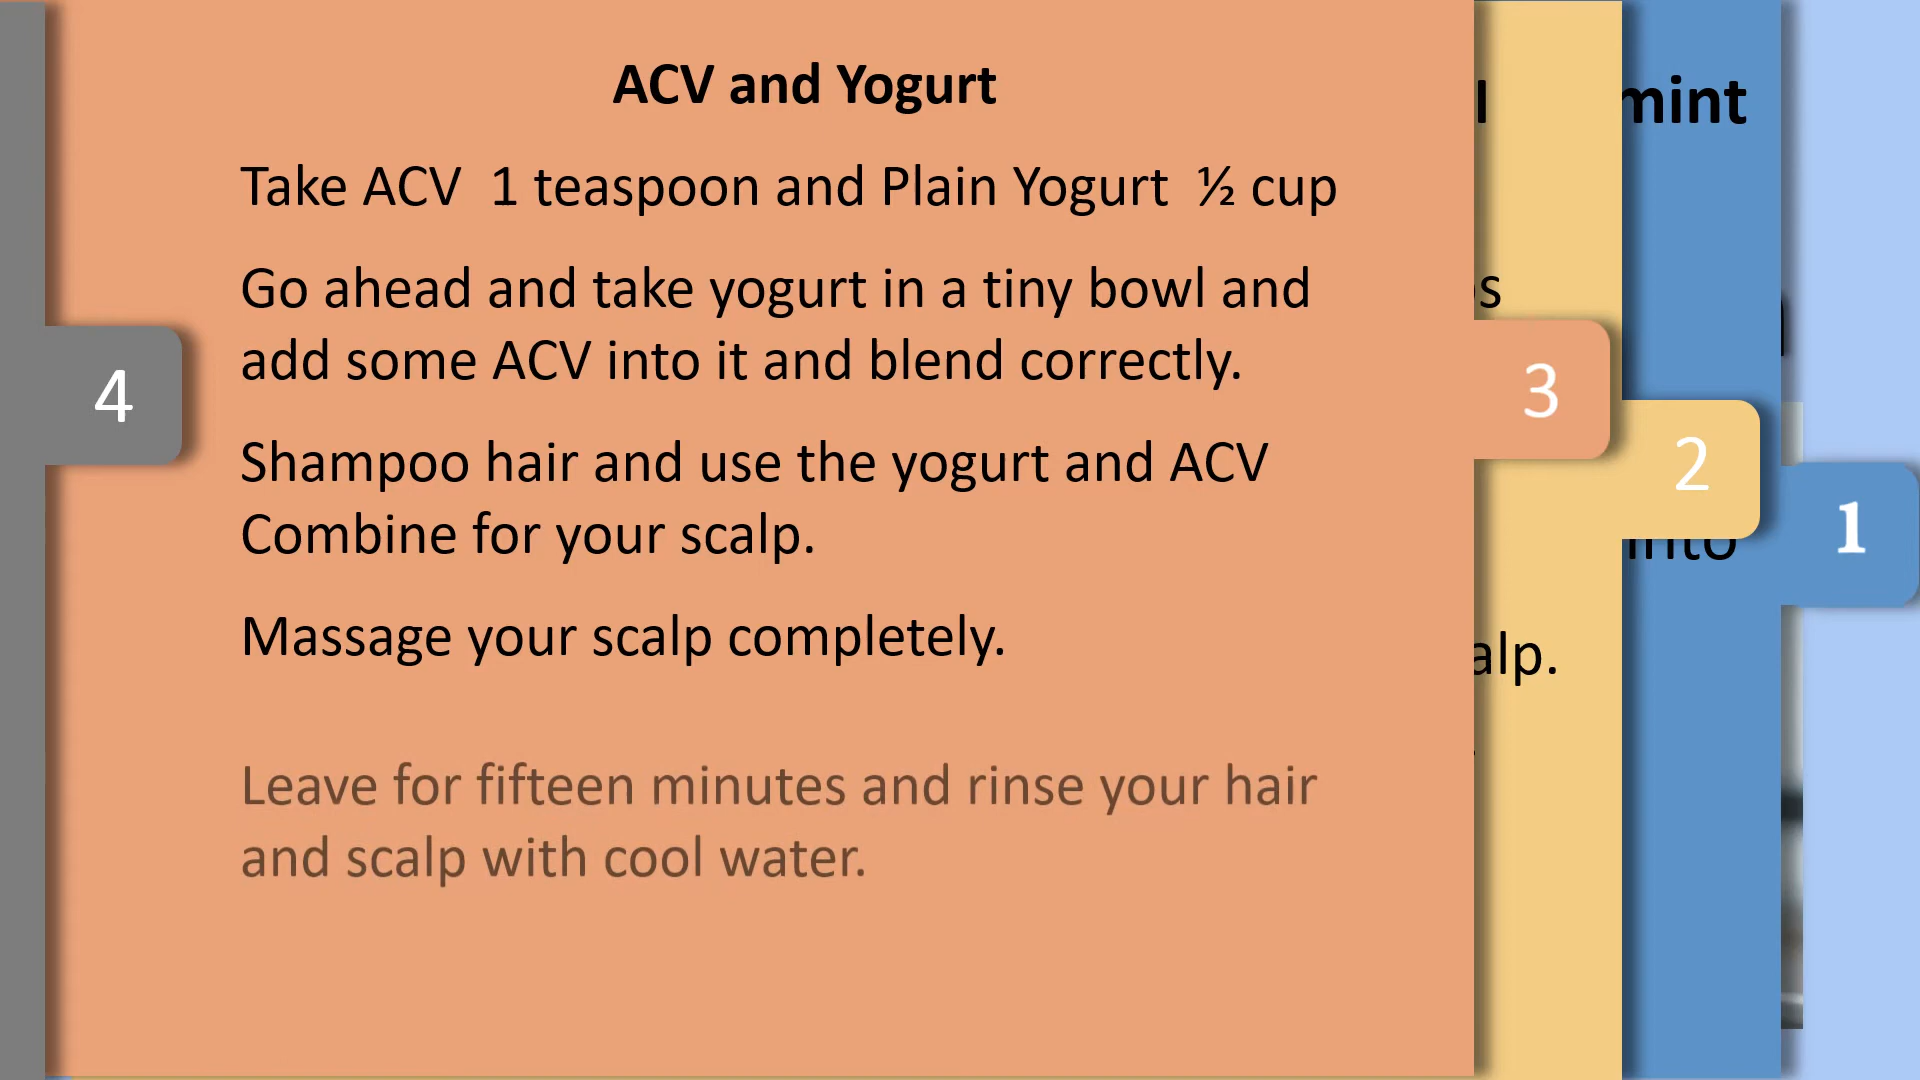 ACV and Yogurt
Take ACV 1 teaspoon and Plain Yogurt ½ cup
Go ahead and take yogurt in a tiny bowl and
add some ACV into it and blend correctly.
Shampoo hair and use the yogurt and ACV
Combine for your scalp.
Massage your scalp completely.
Leave for fifteen minutes and rinse your hair
and scalp with cool water.
4
3
2
1
mint
into
alp.